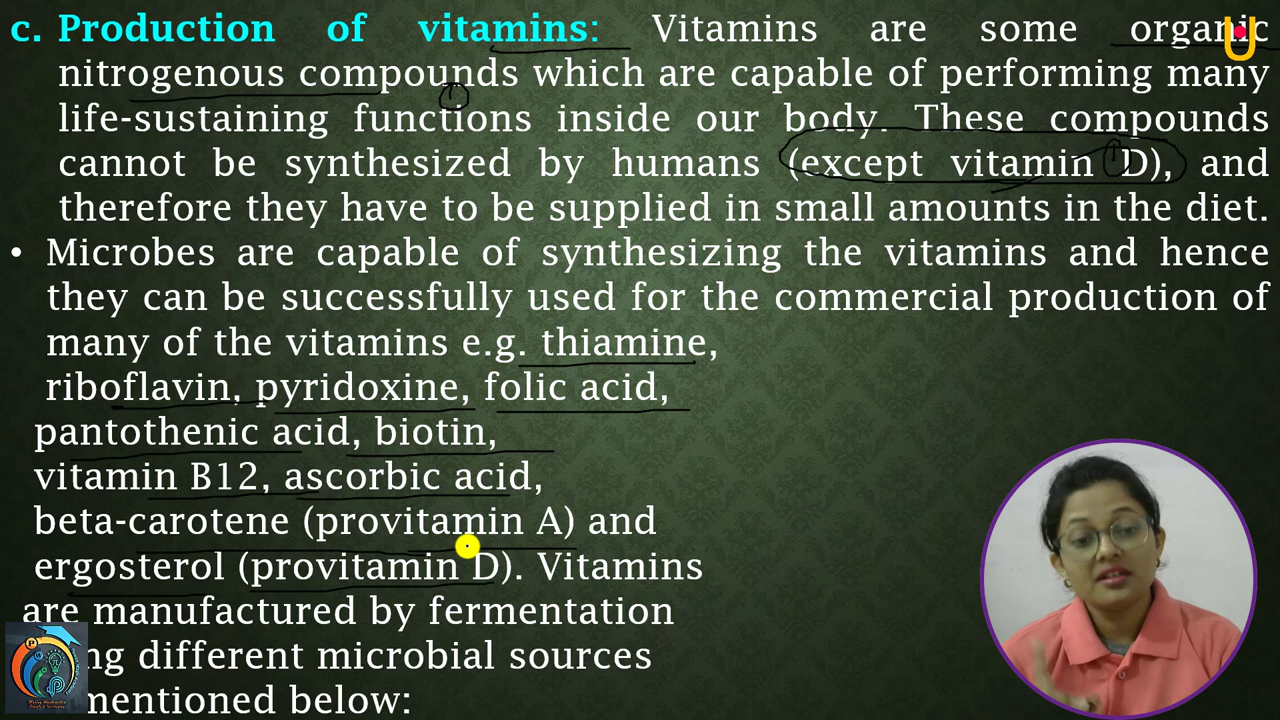 c. Production of vitamins: Vitamins are some organic
nitrogenous compounds which are capable of performing many
life-sustaining functions inside our body. These compounds
cannot be synthesized by humans (except vitamin D), and
therefore they have to be supplied in small amounts in the diet.
• Microbes are capable of synthesizing the vitamins and hence
they can be successfully used for the commercial production of
many of the vitamins e.g. thiamine,
riboflavin, pyridoxine, folic acid,
pantothenic acid, biotin,
vitamin B12, ascorbic acid,
beta-carotene (provitamin A) and
ergosterol (provitamin D). Vitamins
are manufactured by fermentation
ng different microbial sources
mentioned below: